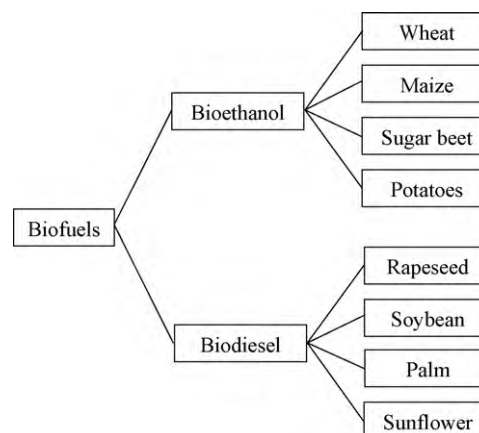 Wheat
Maize
Bioethanol
Sugar beet
Potatoes
Biofuels
Rapeseed
Soybean
Biodiesel
Palm
Sunflower